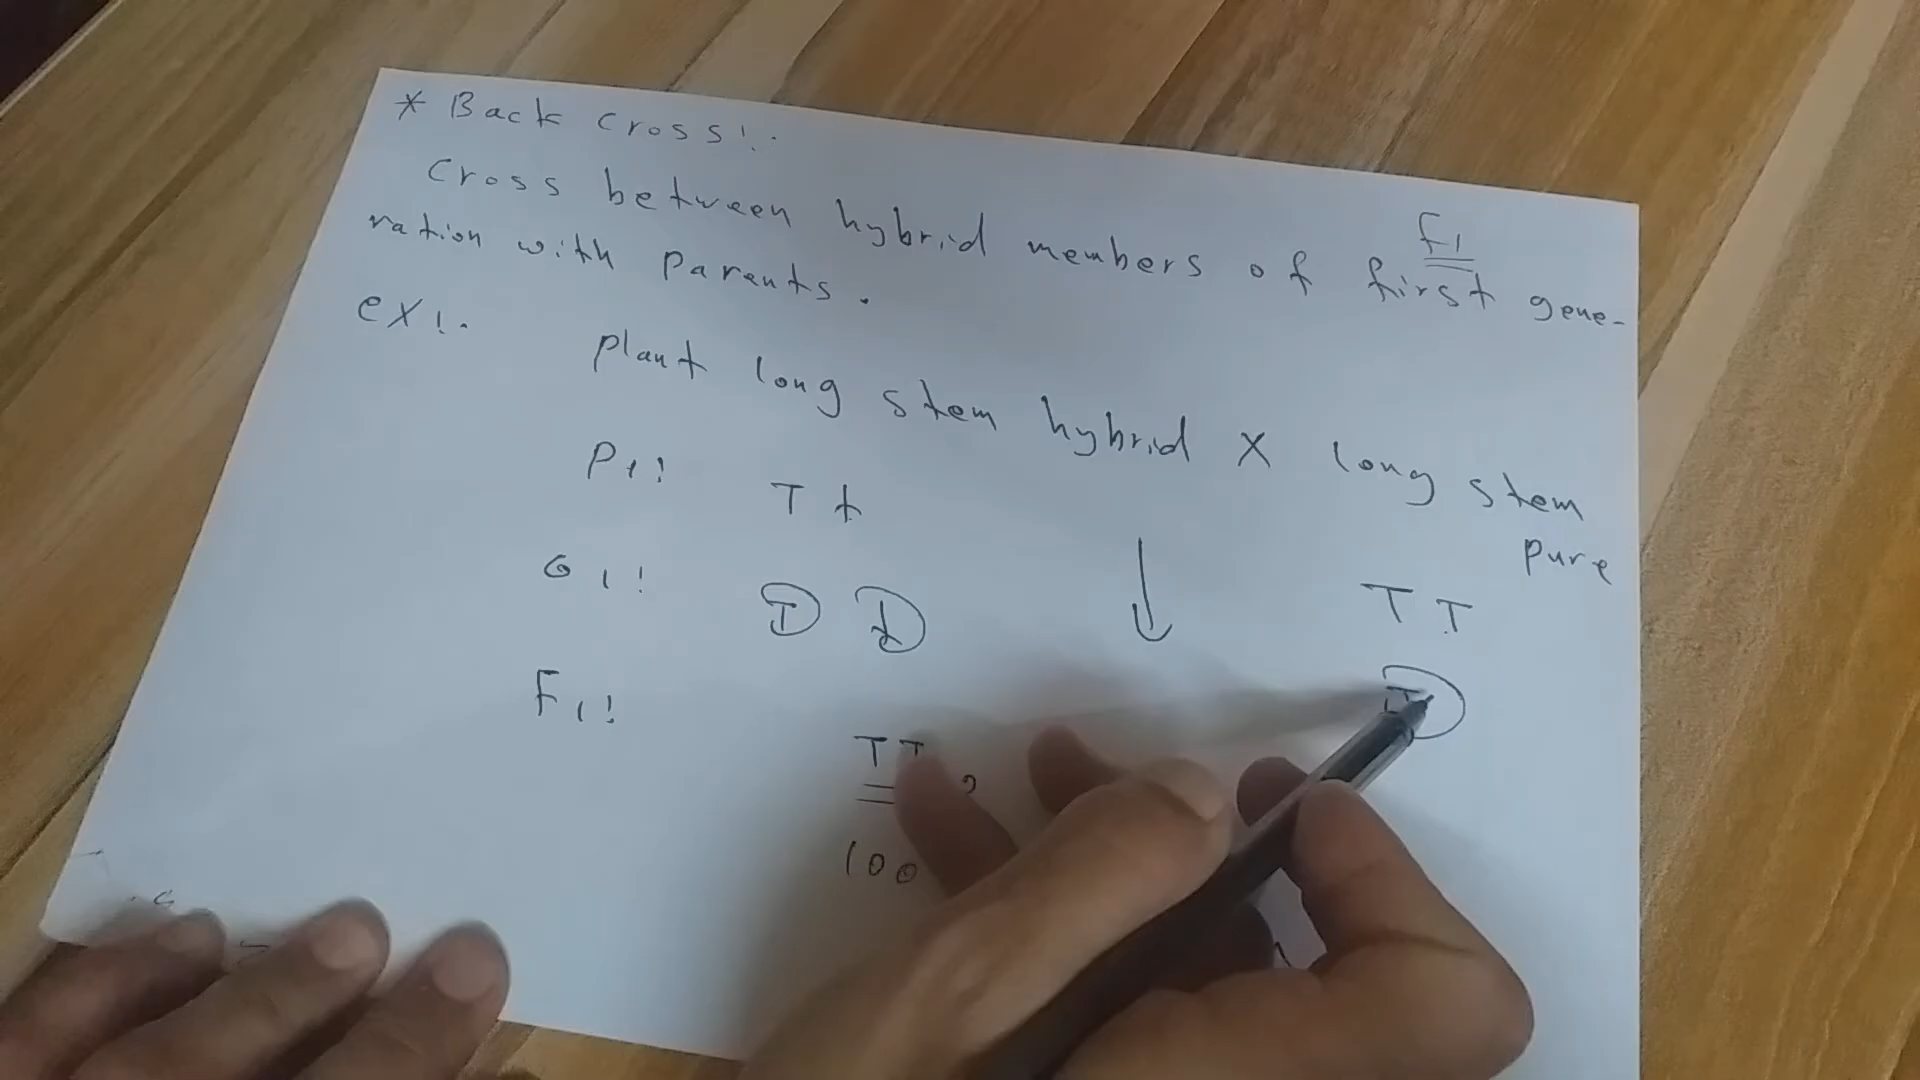 * Back cross:.
F1
Cross between hybrid members of first gene-
ration with parents.
ex:. plant long stem hybrid X long stem
pure
P1: T t
T T
G1: T t
T
F1:
TT ,
100